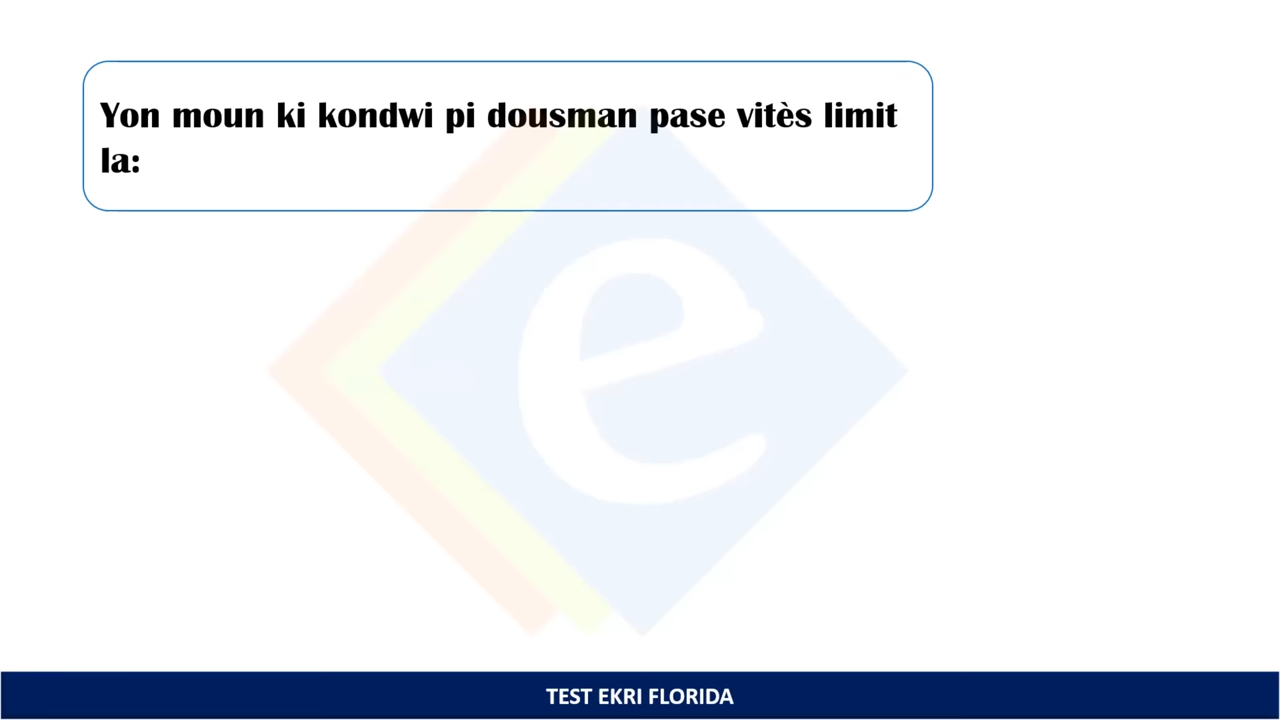 Yon moun ki kondwi pi dousman pase vitès limit
la:
e
TEST EKRI FLORIDA